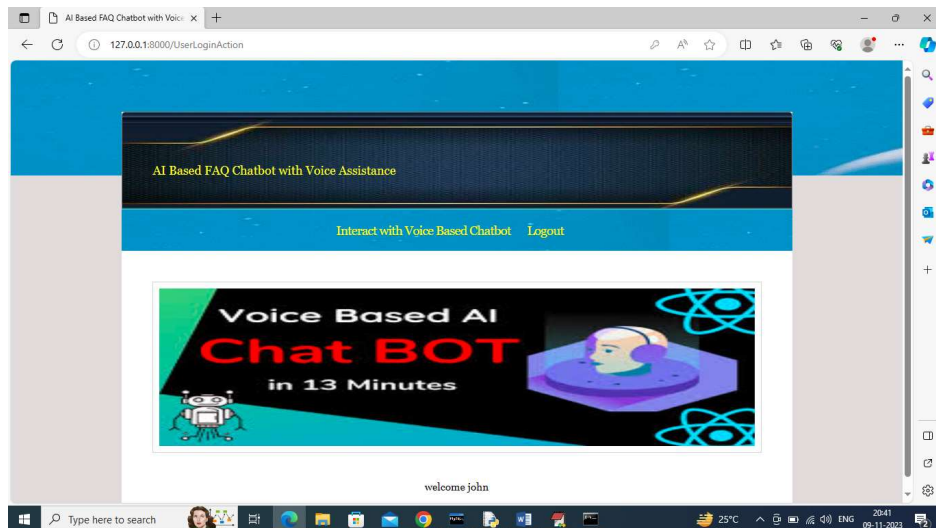 AI Based FAQ Chatbot with Voice
127.0.0.1:8000/UserLoginAction
AI Based FAQ Chatbot with Voice Assistance
Interact with Voice Based Chatbot Logout
Voice Based AI
Chat BOT
in 13 Minutes
welcome john
Type here to search
25°C
ENG
20:41
09-11-2023